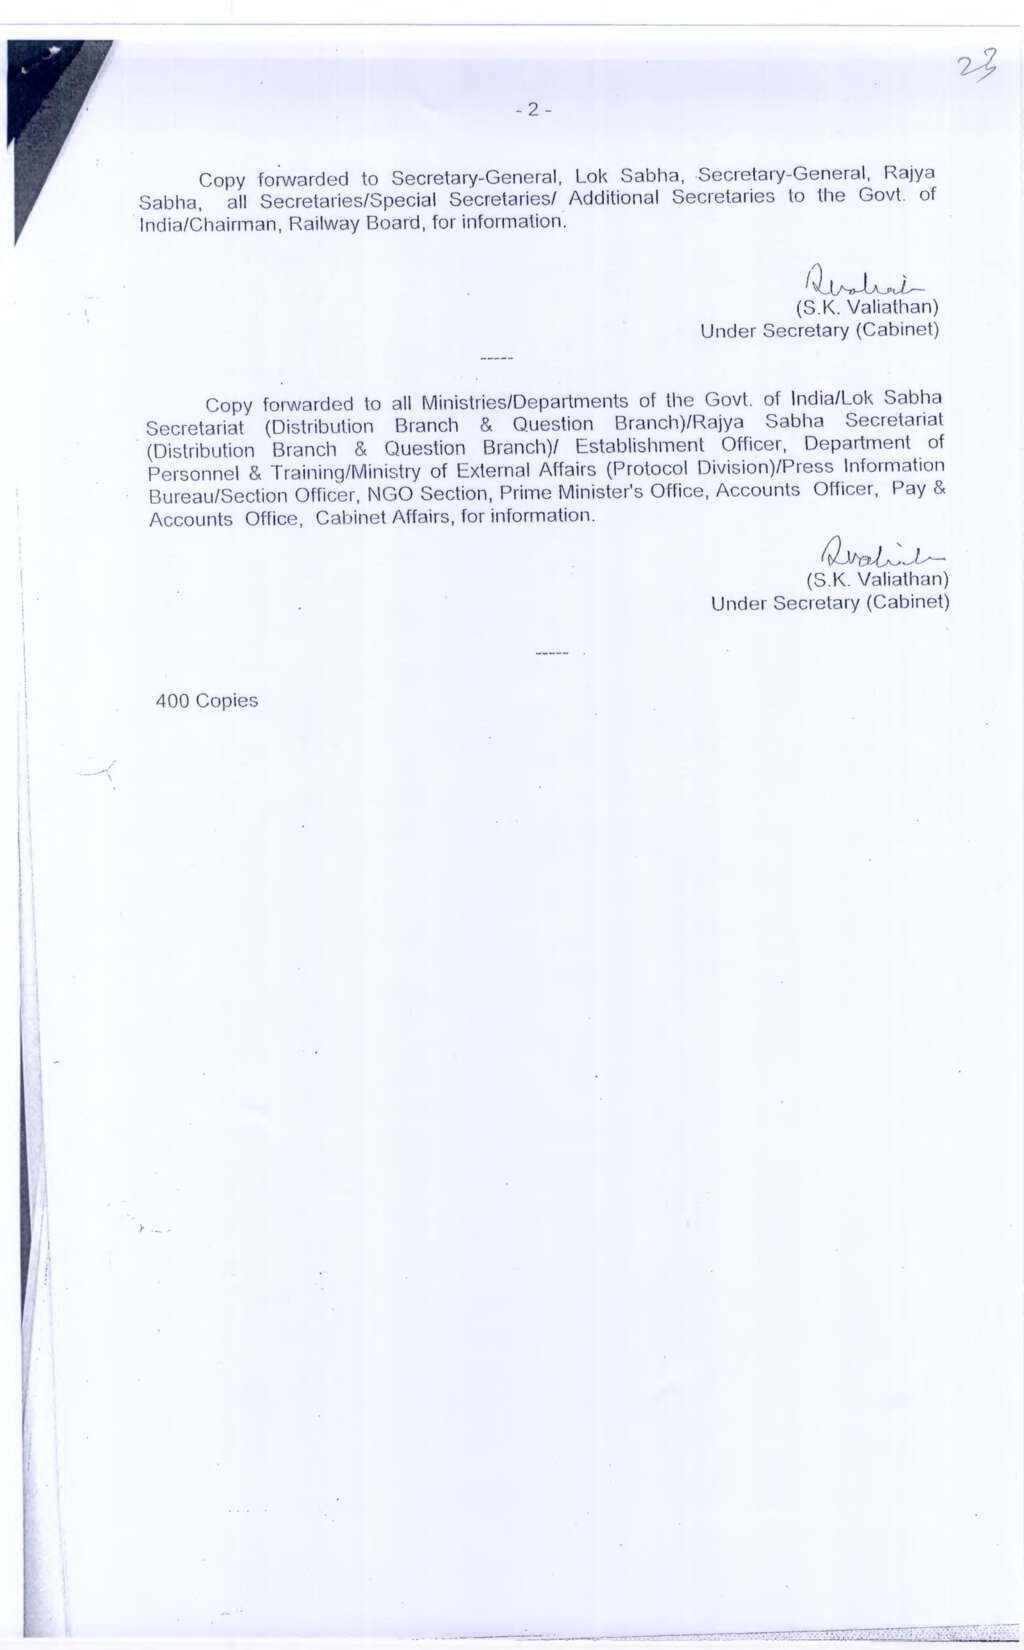 23
- 2 -
Copy forwarded to Secretary-General, Lok Sabha, Secretary-General, Rajya
Sabha, all Secretaries/Special Secretaries/ Additional Secretaries to the Govt. of
India/Chairman, Railway Board, for information.
(S.K. Valiathan)
Under Secretary (Cabinet)
-----
Copy forwarded to all Ministries/Departments of the Govt. of India/Lok Sabha
Secretariat (Distribution Branch & Question Branch)/Rajya Sabha Secretariat
(Distribution Branch & Question Branch)/ Establishment Officer, Department of
Personnel & Training/Ministry of External Affairs (Protocol Division)/Press Information
Bureau/Section Officer, NGO Section, Prime Minister's Office, Accounts Officer, Pay &
Accounts Office, Cabinet Affairs, for information.
(S.K. Valiathan)
Under Secretary (Cabinet)
-----
400 Copies